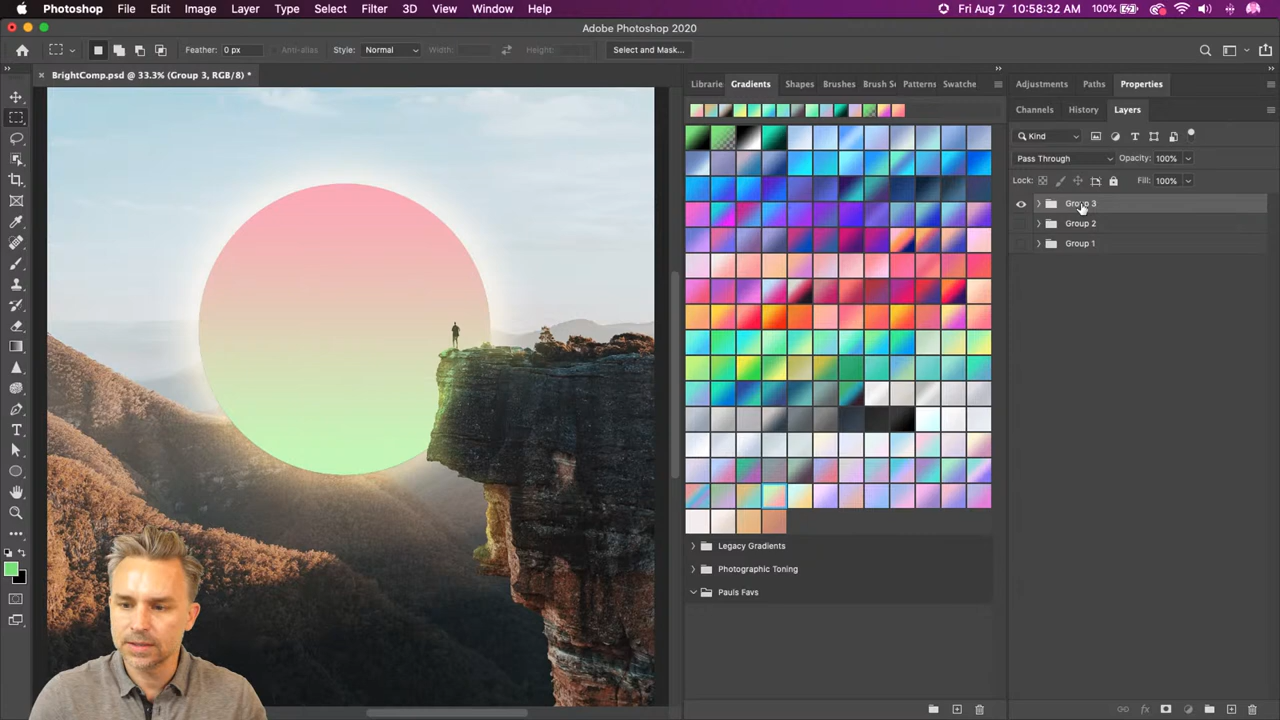 Photoshop File Edit Image Layer Type Select Filter 3D View Window Help 100% Fri Aug 7 10:58:32 AM
Adobe Photoshop 2020
Feather: 0 px Anti-alias Style: Normal Width: Height: Select and Mask...
BrightComp.psd @ 33.3% (Group 3, RGB/8) *
Librarie Gradients Shapes Brushes Brush S Patterns Swatche
Adjustments Paths Properties
Channels History Layers
Kind
Pass Through Opacity: 100%
Lock: Fill: 100%
Group 3
Group 2
Group 1
Legacy Gradients
Photographic Toning
Pauls Favs